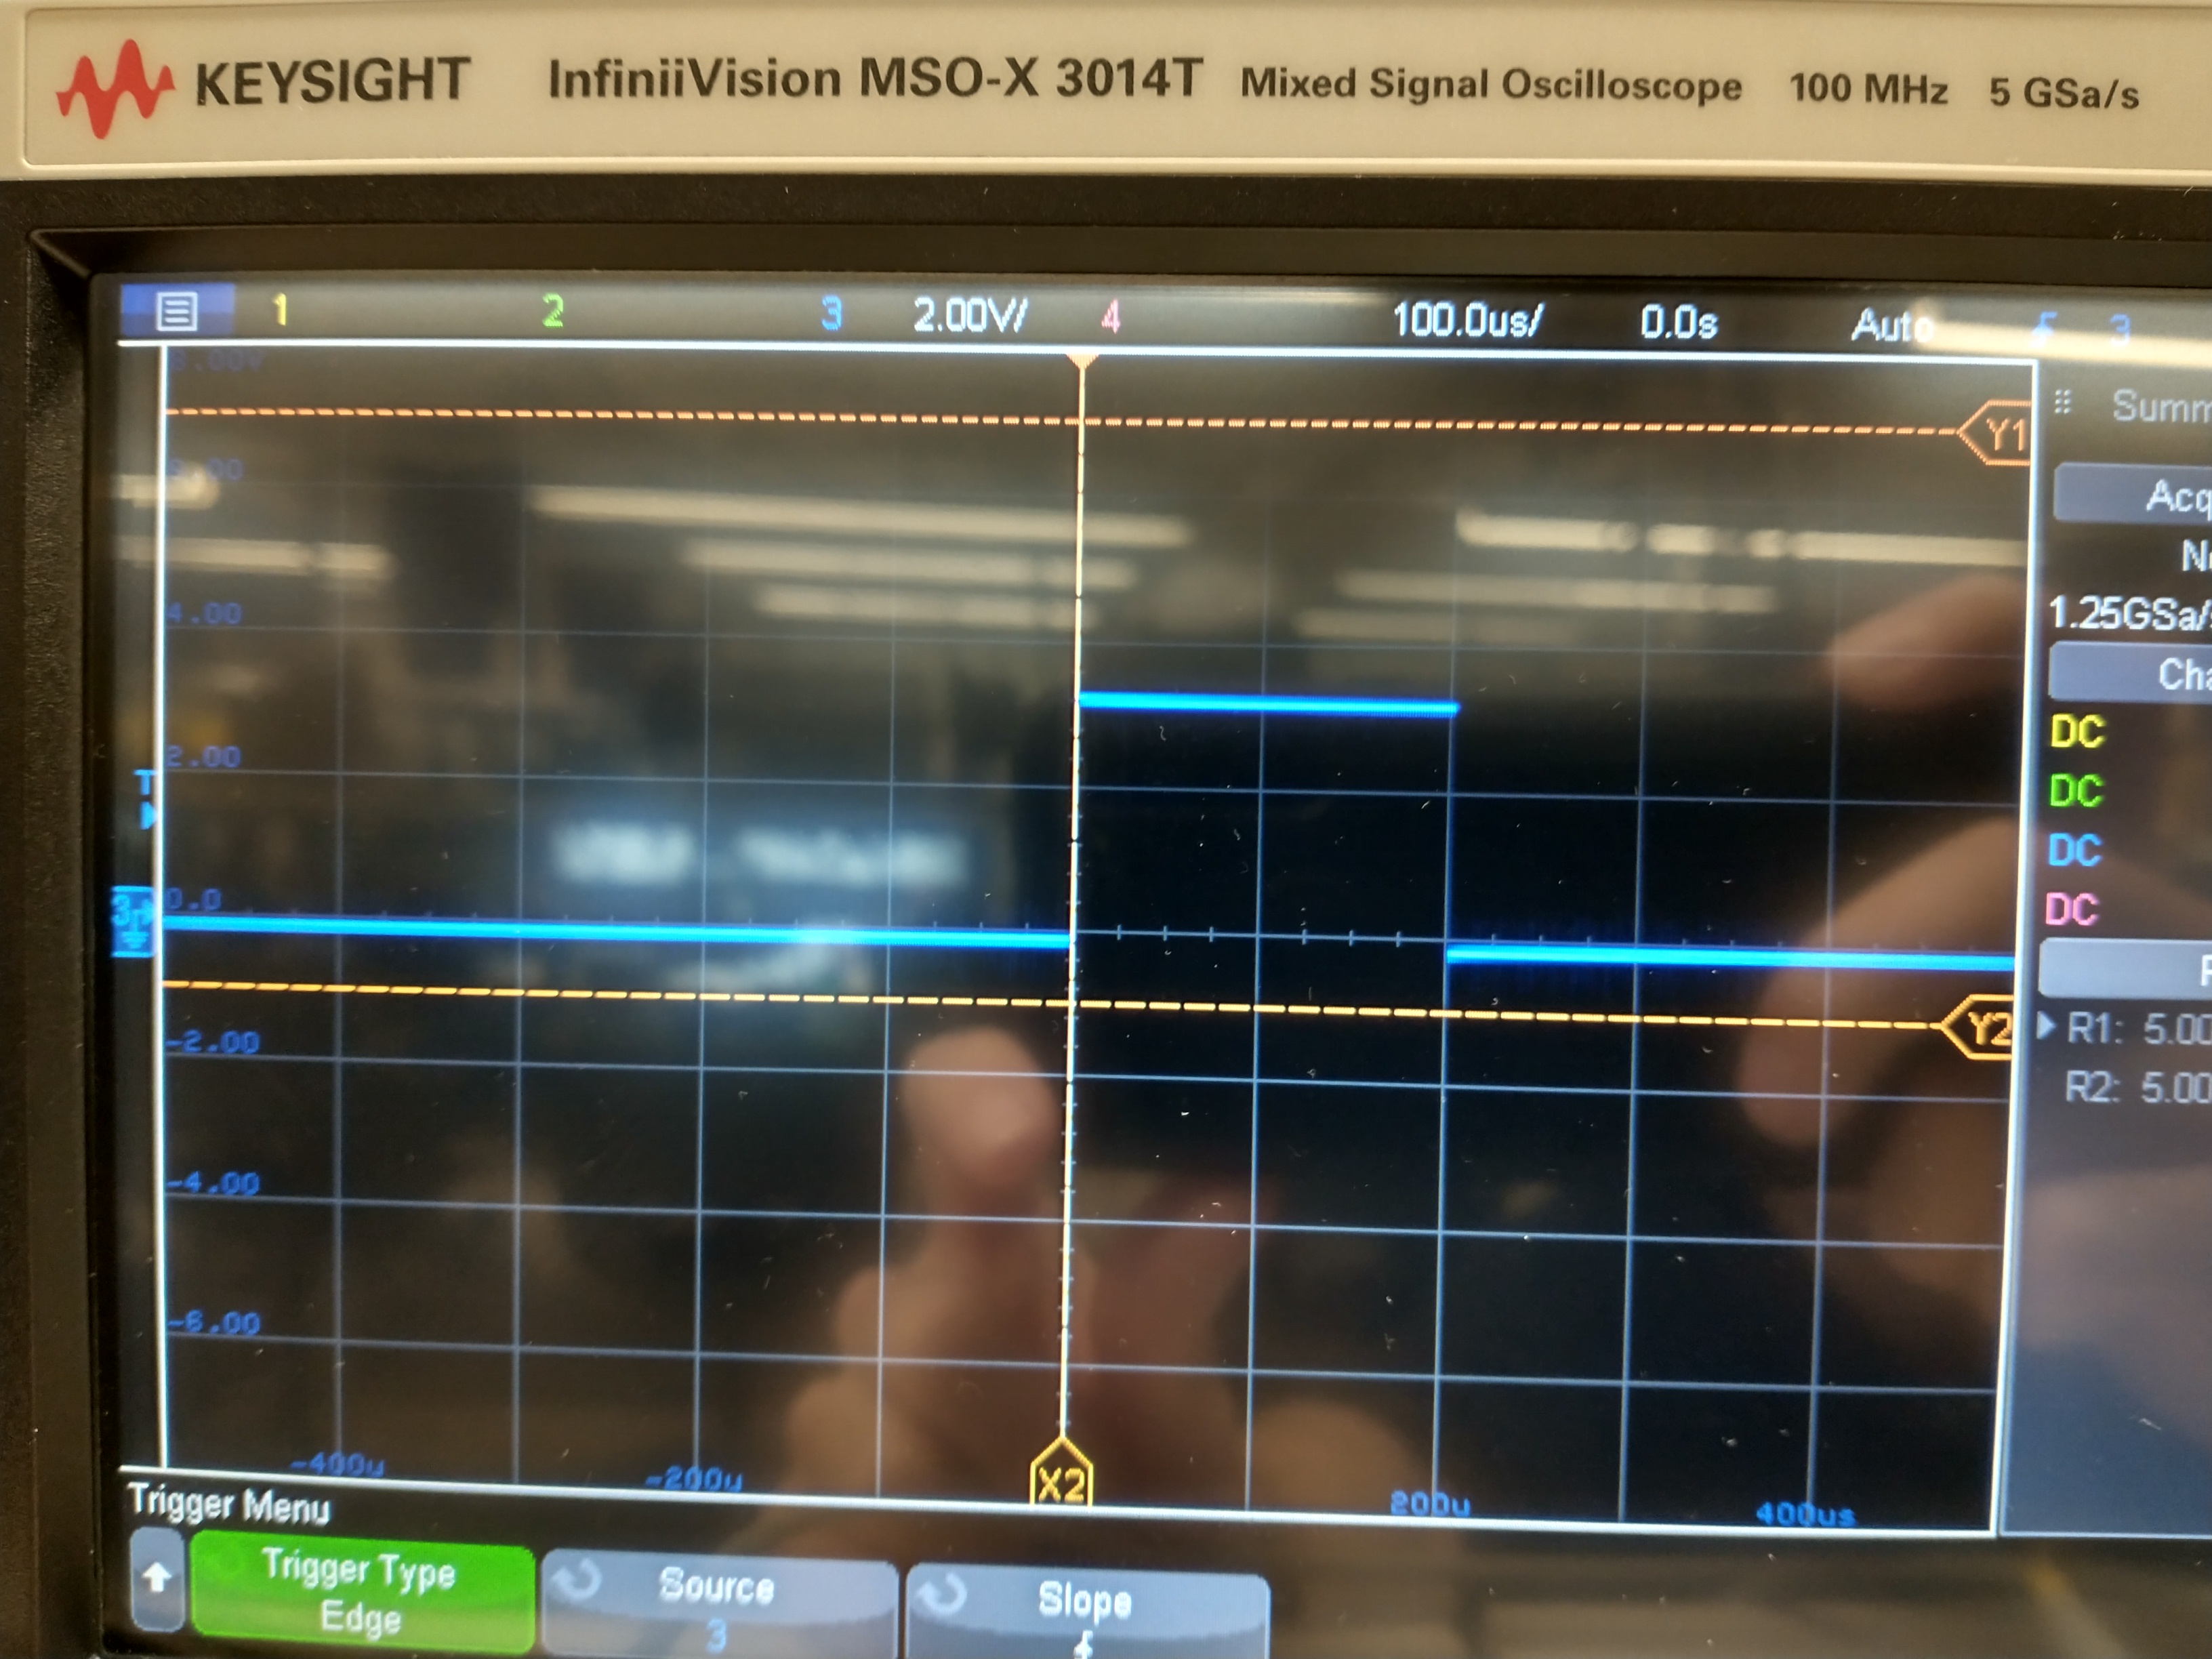 KEYSIGHT InfiniiVision MSO-X 3014T Mixed Signal Oscilloscope 100 MHz 5 GSa/s
1 2 3 2.00V/ 4 100.0us/ 0.0s Auto 3
8.00V
Y1
Summ
6.00
Acq
4.00
1.25GSa/
Cha
DC
2.00
T
DC
DC
0.0
3
DC
Y2
R1: 5.00
-2.00
R2: 5.00
-4.00
-6.00
-400u -200u X2 200u 400us
Trigger Menu
Trigger Type
Edge
Source
3
Slope